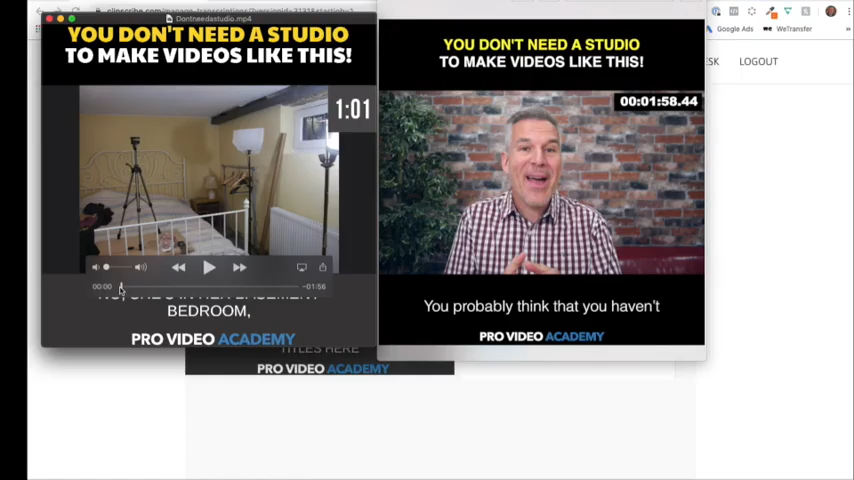 Dontneedastudio.mp4
YOU DON'T NEED A STUDIO
TO MAKE VIDEOS LIKE THIS!
1:01
00:00
-01:56
BEDROOM,
PRO VIDEO ACADEMY
YOU DON'T NEED A STUDIO
TO MAKE VIDEOS LIKE THIS!
00:01:58.44
You probably think that you haven't
PRO VIDEO ACADEMY
Google Ads
WeTransfer
LOGOUT
TITLES HERE
PRO VIDEO ACADEMY